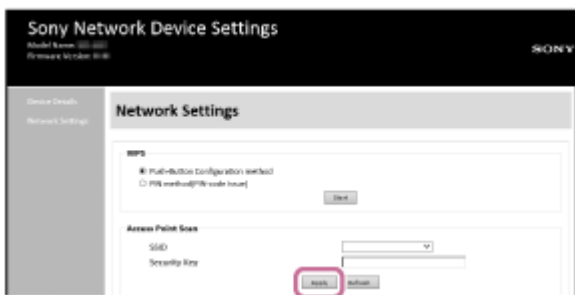 Sony Network Device Settings
Model Name
Firmware Version
SONY
Device Details
Network Settings
Network Settings
WPS
Push-Button Configuration method
PIN method(PIN code issue)
Start
Access Point Scan
SSID
Security Key
Apply
Refresh